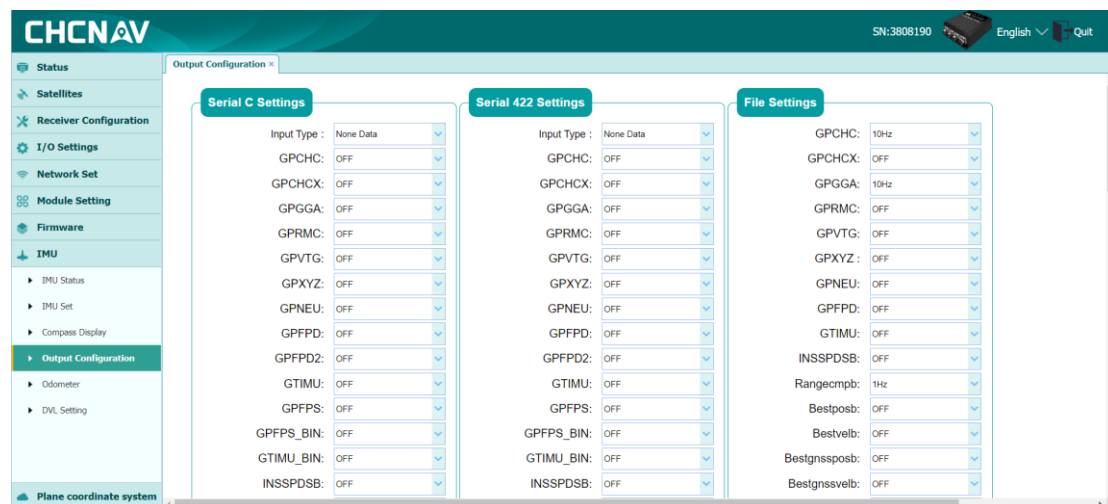 CHCNAV
SN:3808190
English
Quit
Status
Satellites
Receiver Configuration
I/O Settings
Network Set
Module Setting
Firmware
IMU
IMU Status
IMU Set
Compass Display
Output Configuration
Odometer
DVL Setting
Plane coordinate system
Output Configuration ×
Serial C Settings
Input Type : None Data
GPCHC: OFF
GPCHCX: OFF
GPGGA: OFF
GPRMC: OFF
GPVTG: OFF
GPXYZ: OFF
GPNEU: OFF
GPFPD: OFF
GPFPD2: OFF
GTIMU: OFF
GPFPS: OFF
GPFPS_BIN: OFF
GTIMU_BIN: OFF
INSSPDSB: OFF
Serial 422 Settings
Input Type : None Data
GPCHC: OFF
GPCHCX: OFF
GPGGA: OFF
GPRMC: OFF
GPVTG: OFF
GPXYZ: OFF
GPNEU: OFF
GPFPD: OFF
GPFPD2: OFF
GTIMU: OFF
GPFPS: OFF
GPFPS_BIN: OFF
GTIMU_BIN: OFF
INSSPDSB: OFF
File Settings
GPCHC: 10Hz
GPCHCX: OFF
GPGGA: 10Hz
GPRMC: OFF
GPVTG: OFF
GPXYZ : OFF
GPNEU: OFF
GPFPD: OFF
GTIMU: OFF
INSSPDSB: OFF
Rangecmpb: 1Hz
Bestposb: OFF
Bestvelb: OFF
Bestgnssposb: OFF
Bestgnssvelb: OFF